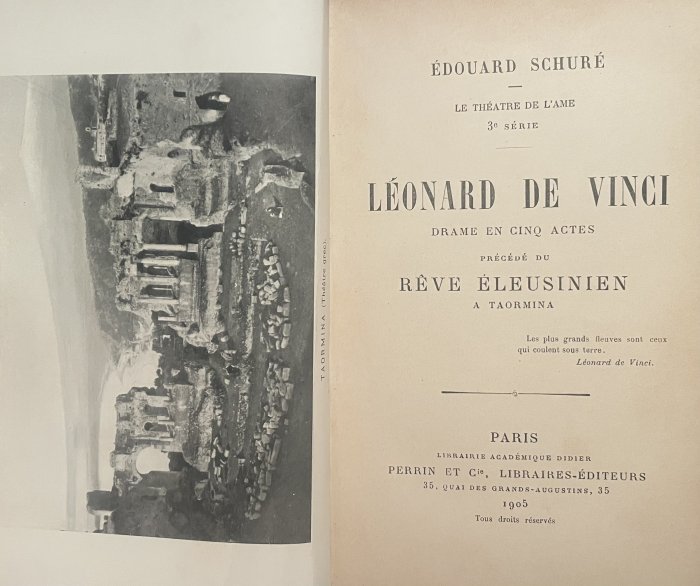 TAORMINA (Théâtre grec).
ÉDOUARD SCHURÉ
LE THÉATRE DE L'AME
3e SÉRIE
LÉONARD DE VINCI
DRAME EN CINQ ACTES
PRÉCÉDÉ DU
RÊVE ÉLEUSINIEN
A TAORMINA
Les plus grands fleuves sont ceux
qui coulent sous terre.
Léonard de Vinci.
PARIS
LIBRAIRIE ACADÉMIQUE DIDIER
PERRIN ET Cie, LIBRAIRES-ÉDITEURS
35, QUAI DES GRANDS-AUGUSTINS, 35
1905
Tous droits réservés